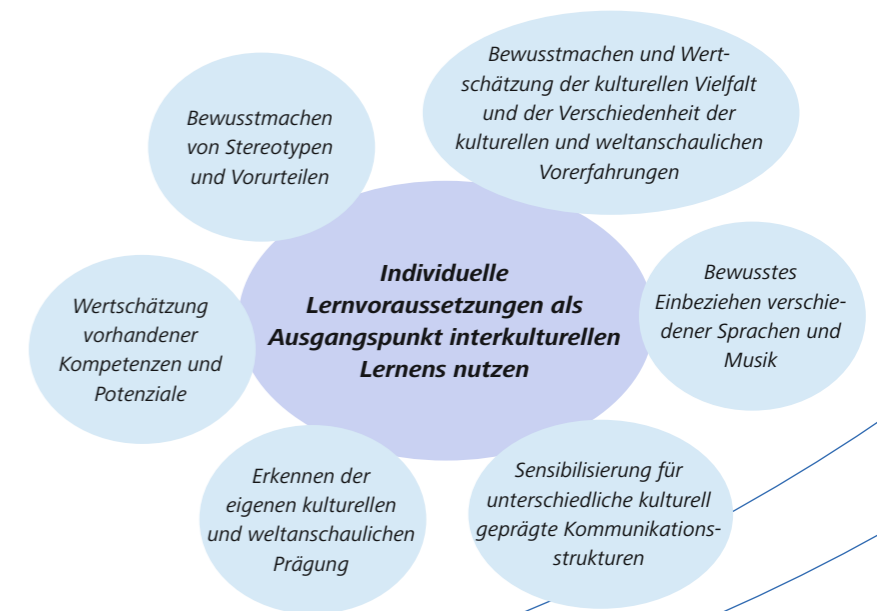 Bewusstmachen und Wert-
schätzung der kulturellen Vielfalt
und der Verschiedenheit der
kulturellen und weltanschaulichen
Vorerfahrungen
Bewusstmachen
von Stereotypen
und Vorurteilen
Individuelle
Lernvoraussetzungen als
Ausgangspunkt interkulturellen
Lernens nutzen
Bewusstes
Einbeziehen verschie-
dener Sprachen und
Musik
Wertschätzung
vorhandener
Kompetenzen und
Potenziale
Erkennen der
eigenen kulturellen
und weltanschaulichen
Prägung
Sensibilisierung für
unterschiedliche kulturell
geprägte Kommunikations-
strukturen